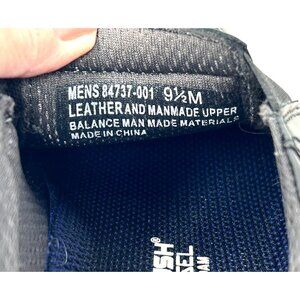 MENS 84737-001 9½M
LEATHER AND MANMADE UPPER
BALANCE MAN MADE MATERIALS
MADE IN CHINA